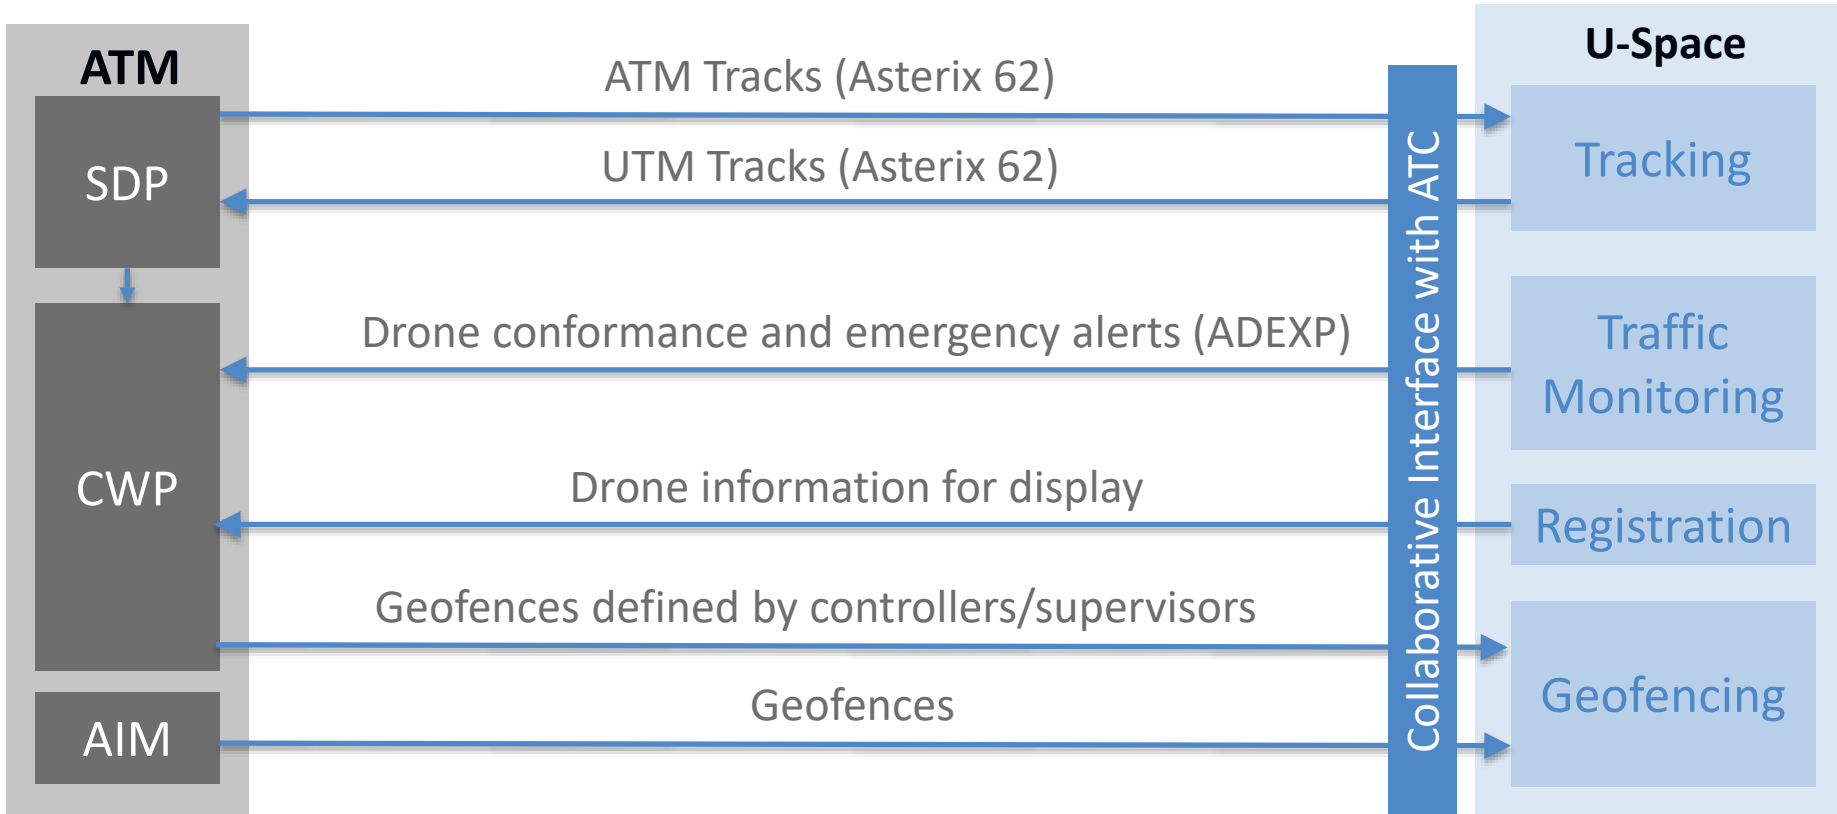 ATM
U-Space
SDP
CWP
AIM
ATM Tracks (Asterix 62)
UTM Tracks (Asterix 62)
Drone conformance and emergency alerts (ADEXP)
Drone information for display
Geofences defined by controllers/supervisors
Geofences
Collaborative Interface with ATC
Tracking
Traffic
Monitoring
Registration
Geofencing